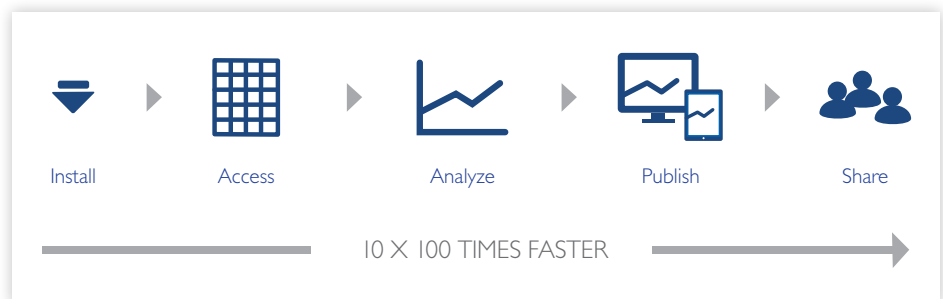 Install
Access
Analyze
Publish
Share
10 X 100 TIMES FASTER